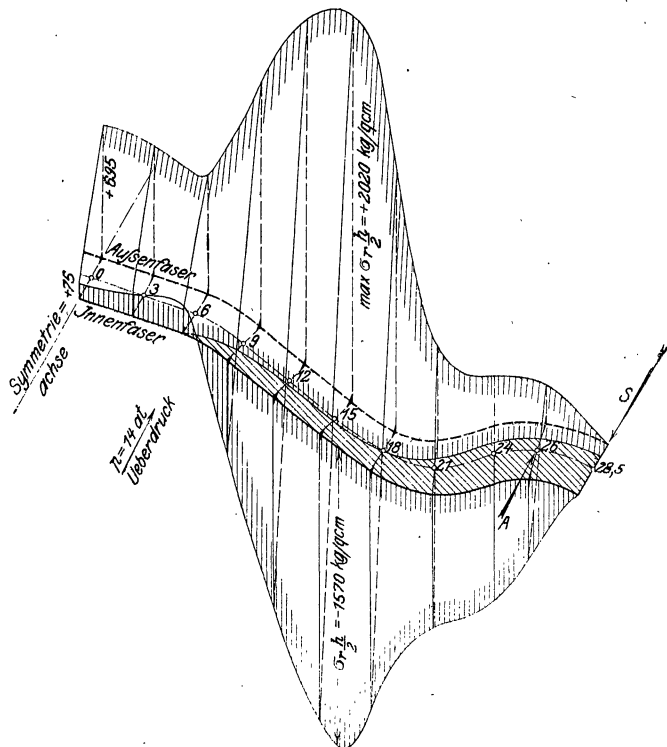 +695
max σr h/2 = +2020 kg/qcm
Außenfaser
= +75
0
3
6
9
12
15
18
21
24
26
28,5
Innenfaser
Symmetrie=
achse
n=14 at
Ueberdruck
S
A
σr h/2 = -1570 kg/qcm